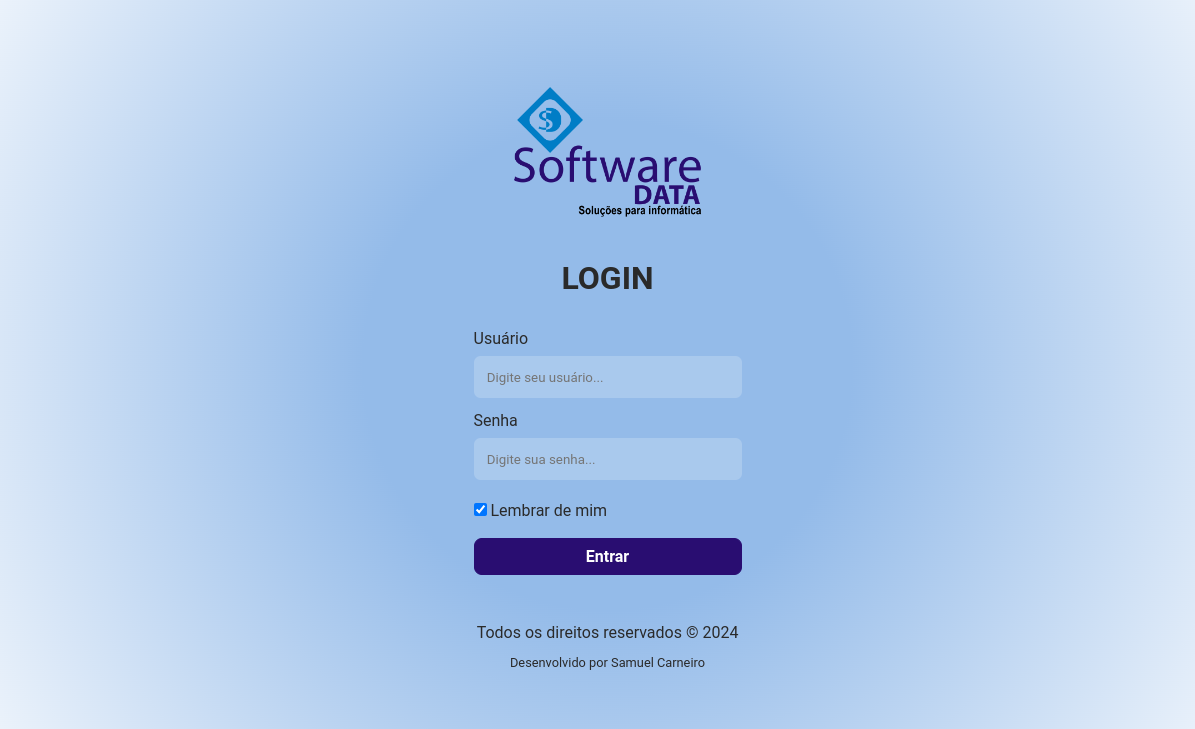 SD
Software
DATA
Soluções para informática
LOGIN
Usuário
Digite seu usuário...
Senha
Digite sua senha...
Lembrar de mim
Entrar
Todos os direitos reservados © 2024
Desenvolvido por Samuel Carneiro